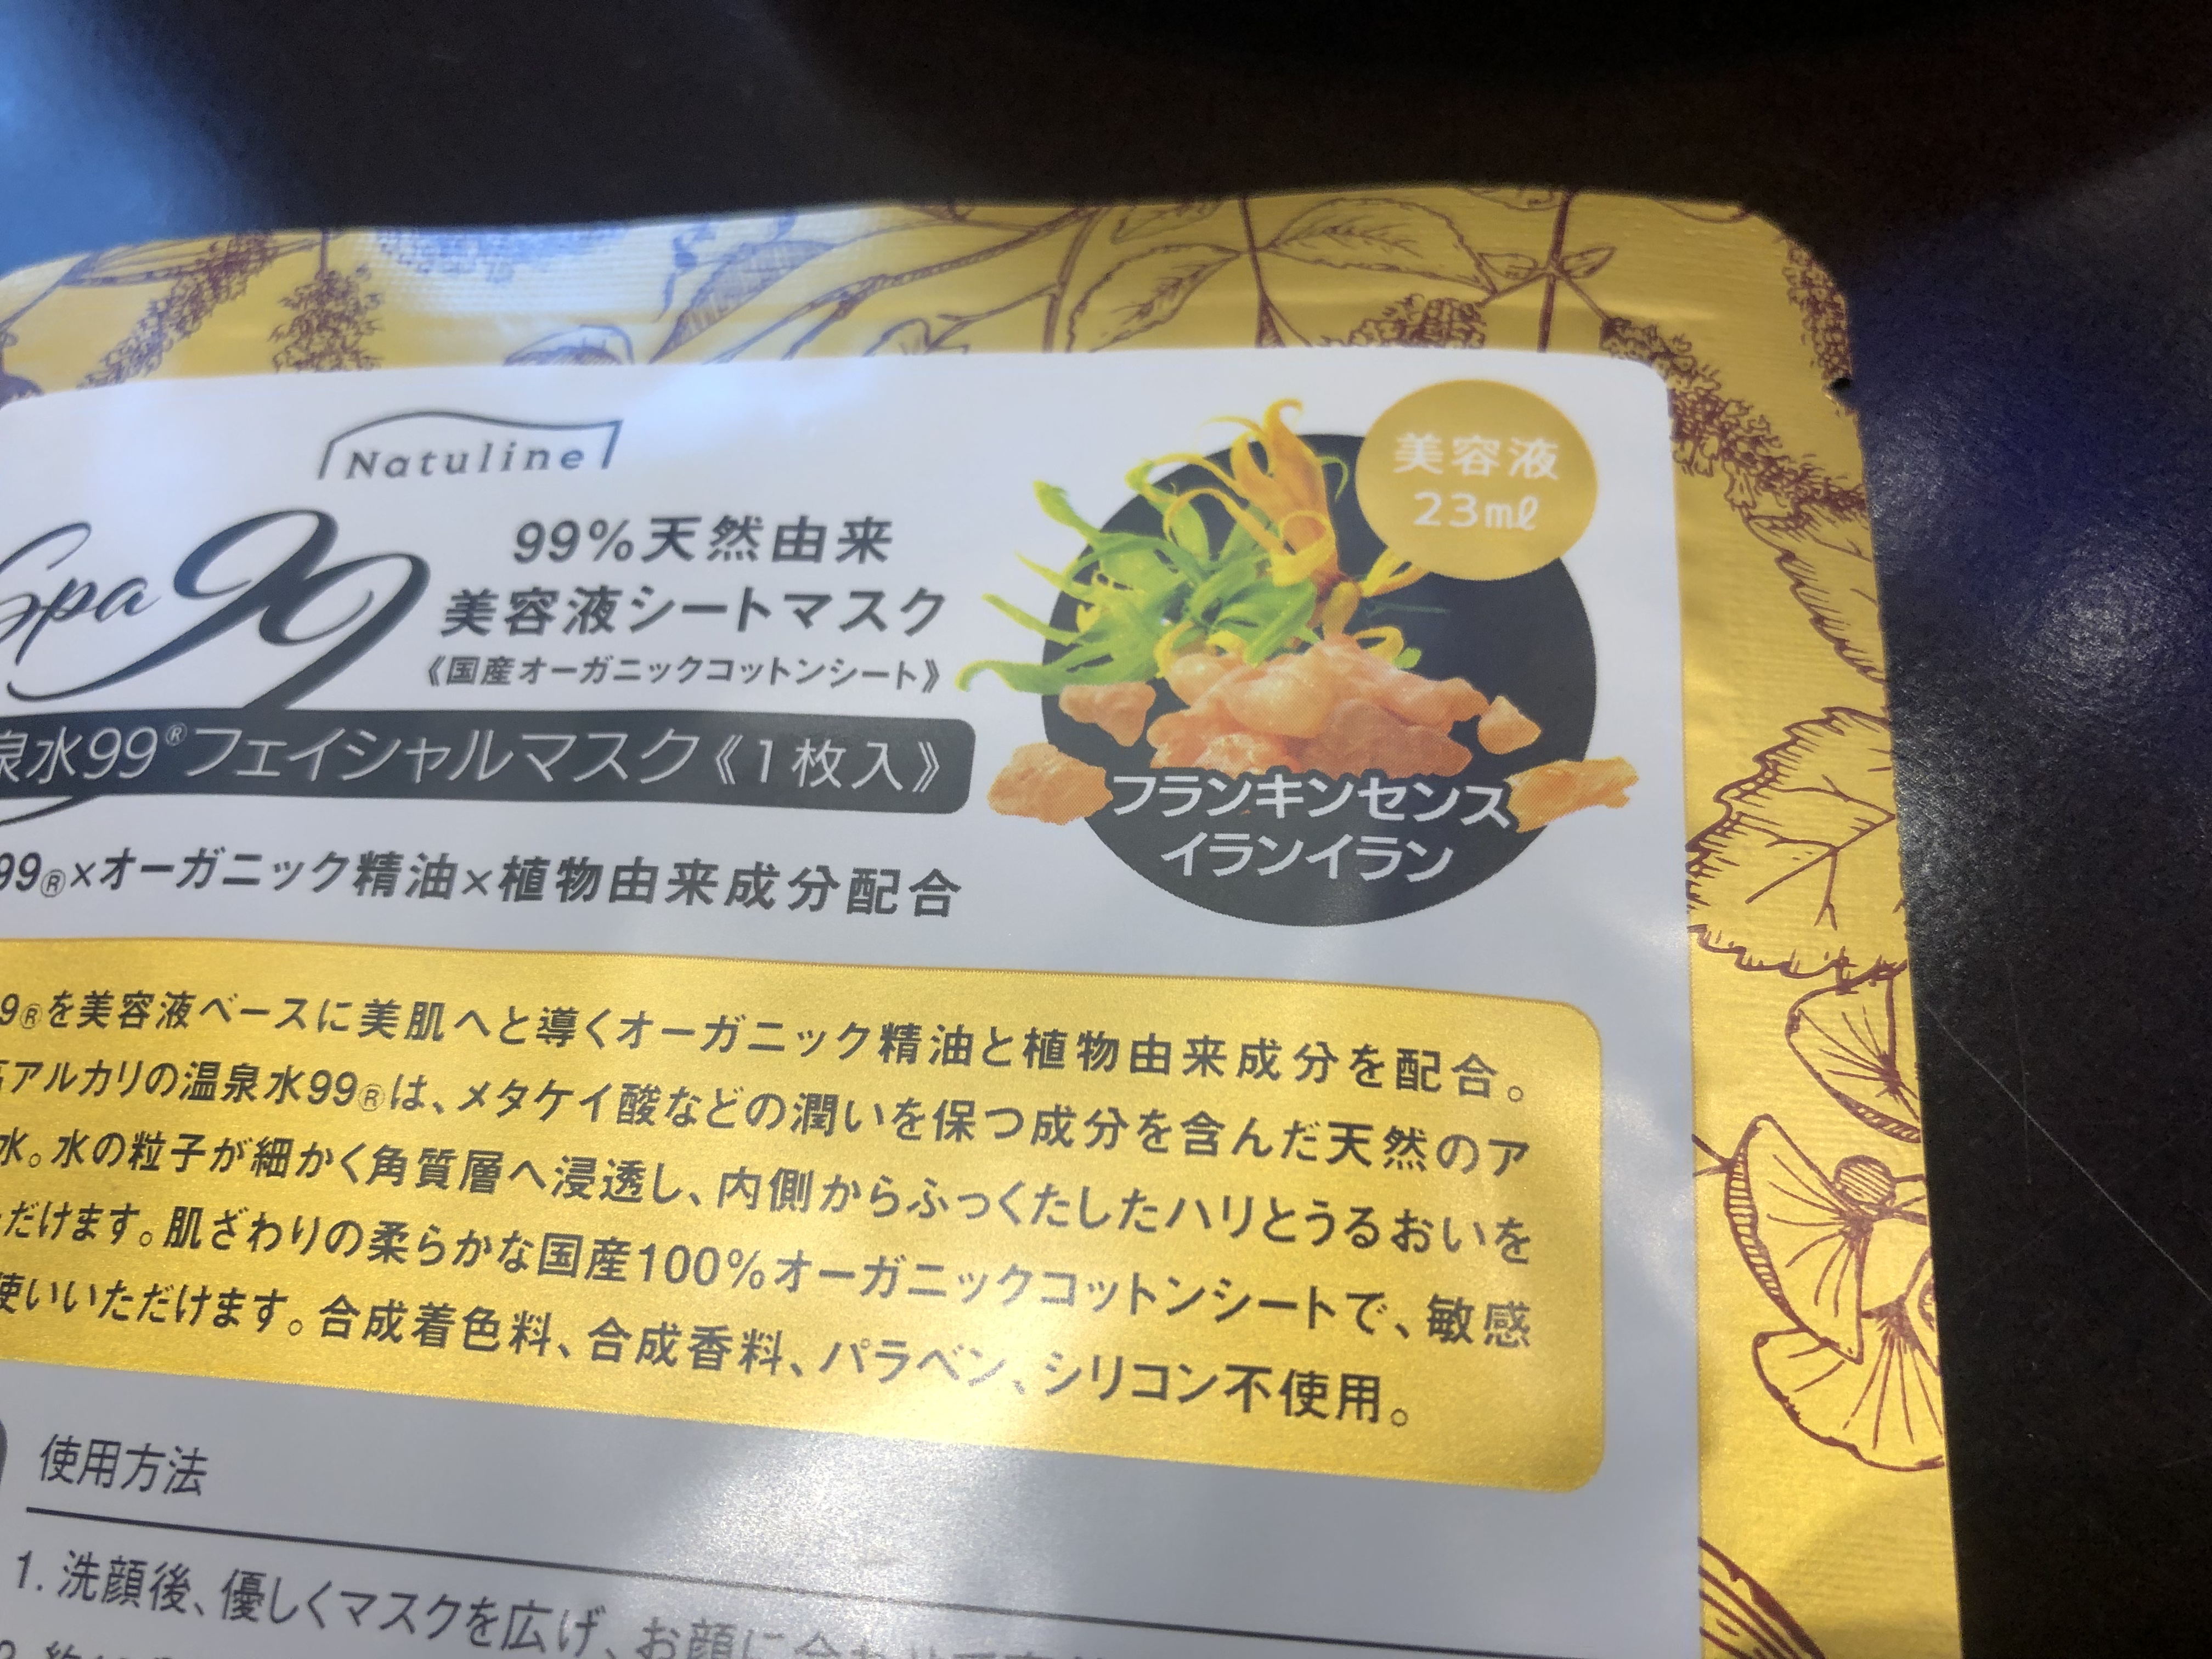 Natuline
美容液
23mℓ
Spa 99
99%天然由来
美容液シートマスク
《国産オーガニックコットンシート》
泉水99®フェイシャルマスク《1枚入》
フランキンセンス
イランイラン
99®×オーガニック精油×植物由来成分配合
9®を美容液ベースに美肌へと導くオーガニック精油と植物由来成分を配合。
アルカリの温泉水99®は、メタケイ酸などの潤いを保つ成分を含んだ天然のア
水。水の粒子が細かく角質層へ浸透し、内側からふっくたしたハリとうるおいを
だけます。肌ざわりの柔らかな国産100%オーガニックコットンシートで、敏感
使いいただけます。合成着色料、合成香料、パラベン、シリコン不使用。
使用方法
1. 洗顔後、優しくマスクを広げ、お顔に